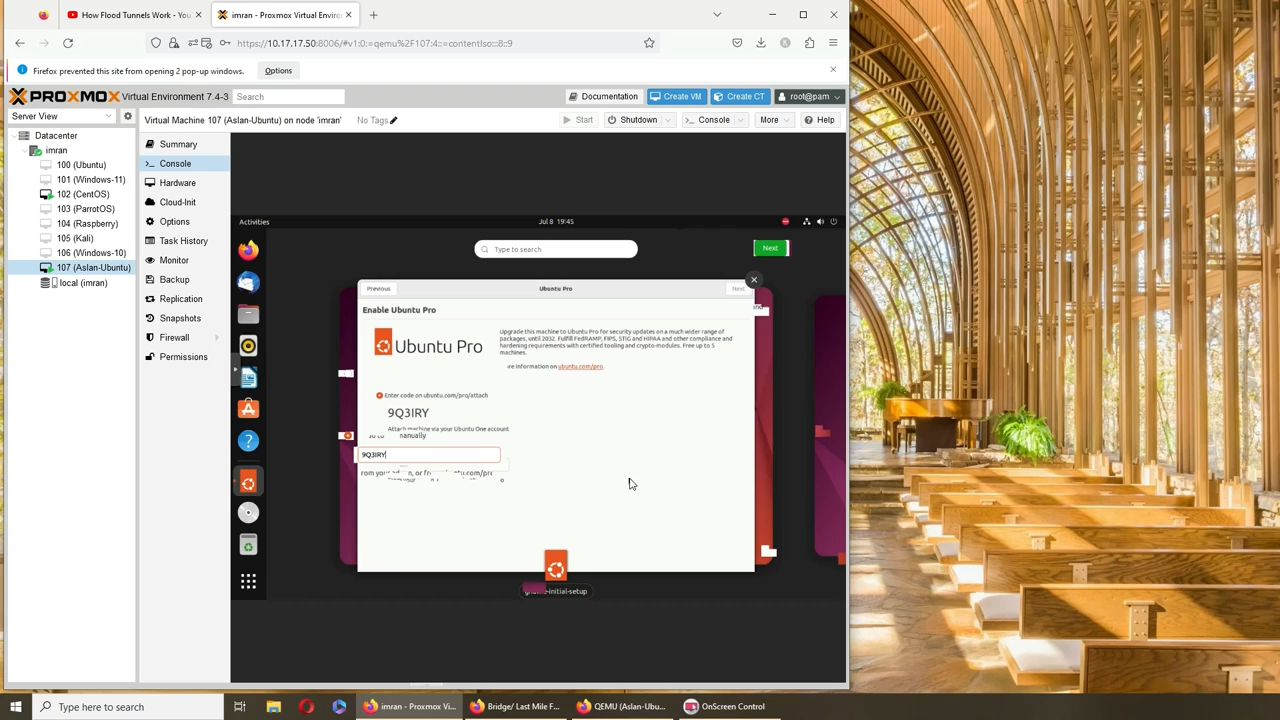 How Flood Tunnels Work - You
imran - Proxmox Virtual Enviro
https://10.17.17.50:8006/#v1:0:=qemu%2F107:4::=contentIso:::8::9
Firefox prevented this site from opening 2 pop-up windows.
Options
PROXMOX Virtual Environment 7.4-3
Search
Documentation
Create VM
Create CT
root@pam
Server View
Virtual Machine 107 (Aslan-Ubuntu) on node 'imran'
No Tags
Start
Shutdown
Console
More
Help
Datacenter
imran
100 (Ubuntu)
101 (Windows-11)
102 (CentOS)
103 (ParrotOS)
104 (Raspberry)
105 (Kali)
106 (Windows-10)
107 (Aslan-Ubuntu)
local (imran)
Summary
Console
Hardware
Cloud-Init
Options
Task History
Monitor
Backup
Replication
Snapshots
Firewall
Permissions
Activities
Jul 8 19:45
Type to search
Next
Previous
Ubuntu Pro
Next
Enable Ubuntu Pro
Ubuntu Pro
Upgrade this machine to Ubuntu Pro for security updates on a much wider range of
packages, until 2032. Fulfill FedRAMP, FIPS, STIG and HIPAA and other compliance and
hardening requirements with certified tooling and crypto-modules. Free up to 5
machines.
re information on ubuntu.com/pro.
Enter code on ubuntu.com/pro/attach
9Q3IRY
Attach machine via your Ubuntu One account
manually
9Q3IRY
-initial-setup
Type here to search
imran - Proxmox Vi...
Bridge/ Last Mile F...
QEMU (Aslan-Ubu...
OnScreen Control